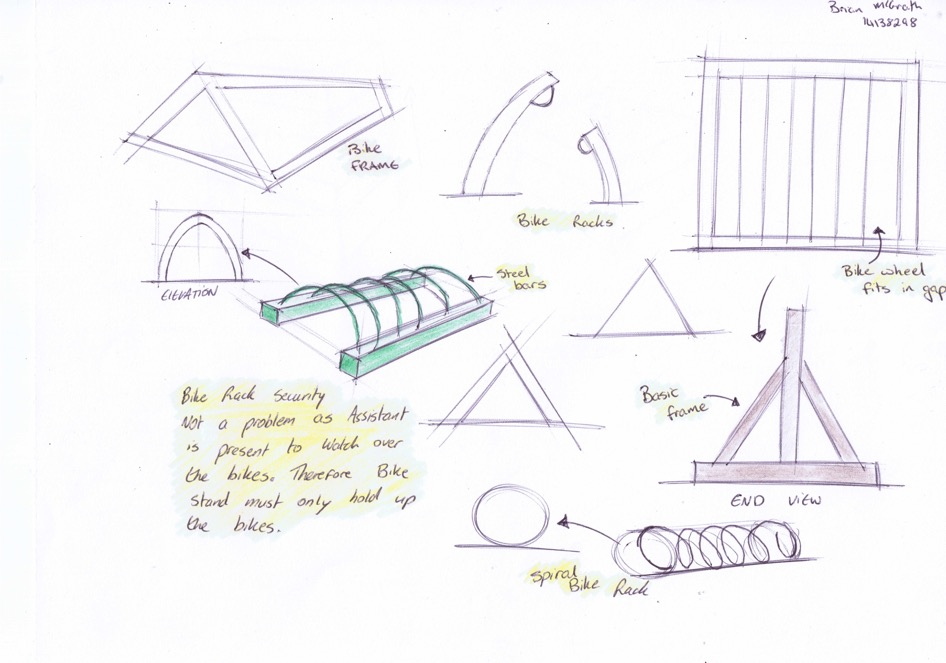 Brian McGrath
14138298
Bike
FRAME
Bike Racks
Bike wheel
fits in gap
ELEVATION
Steel
bars
Basic
frame
Bike Rack security
Not a problem as Assistant
is present to watch over
the bikes. Therefore Bike
stand must only hold up
the bikes.
END VIEW
Spiral
Bike Rack